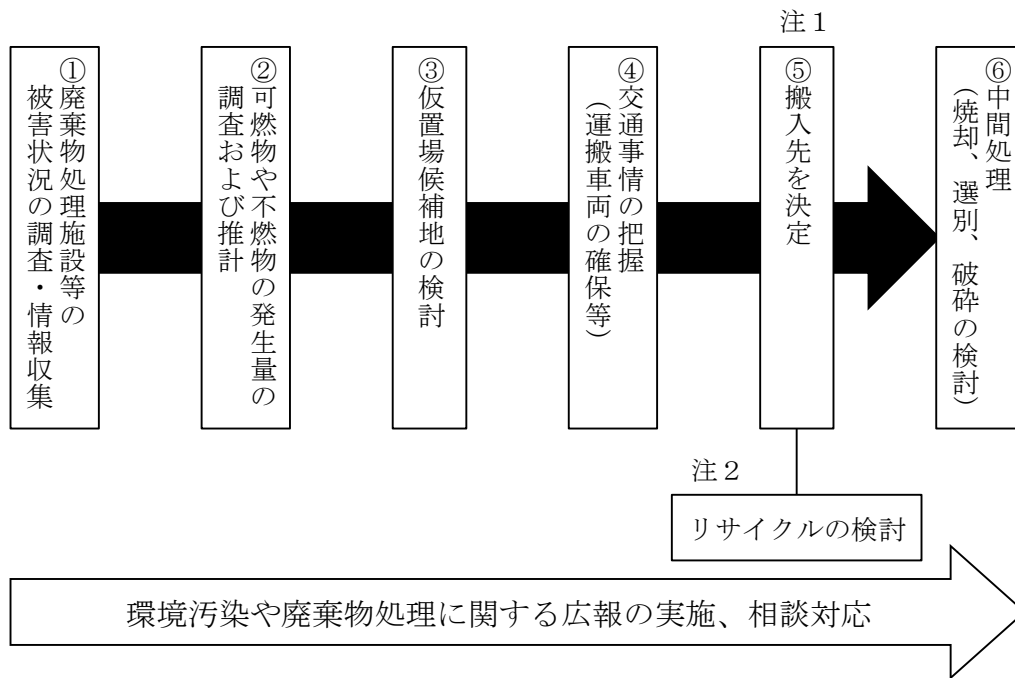 注１
①廃棄物処理施設等の
被害状況の調査・情報収集
②可燃物や不燃物の発生量の
調査および推計
③仮置場候補地の検討
④交通事情の把握
（運搬車両の確保等）
⑤搬入先を決定
⑥中間処理
（焼却、選別、破砕の検討）
注２
リサイクルの検討
環境汚染や廃棄物処理に関する広報の実施、相談対応